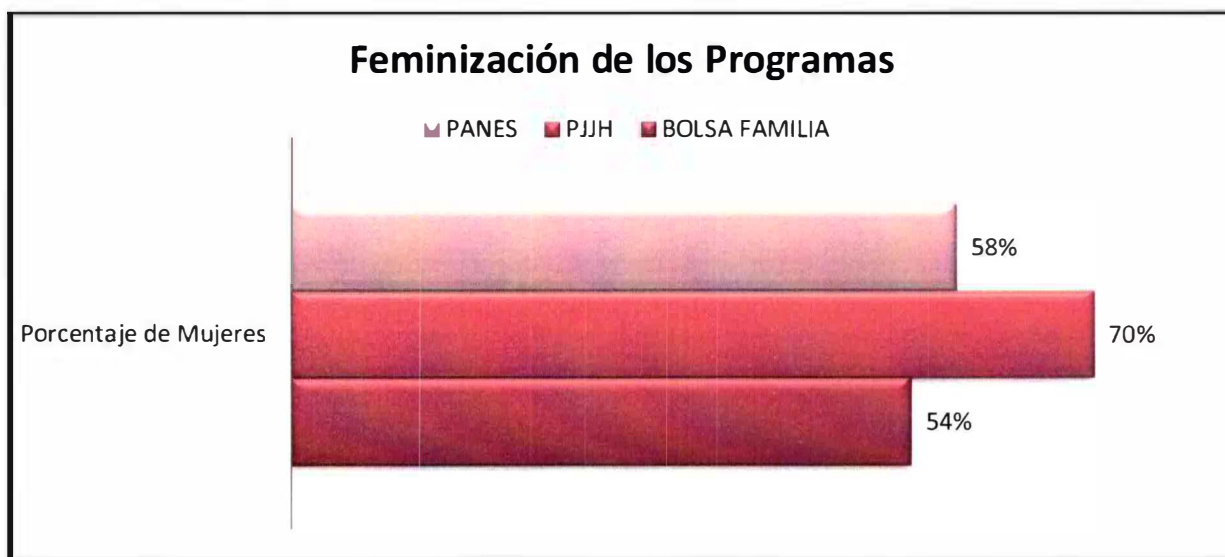 Feminización de los Programas
PANES PJJH BOLSA FAMILIA
58%
Porcentaje de Mujeres
70%
54%